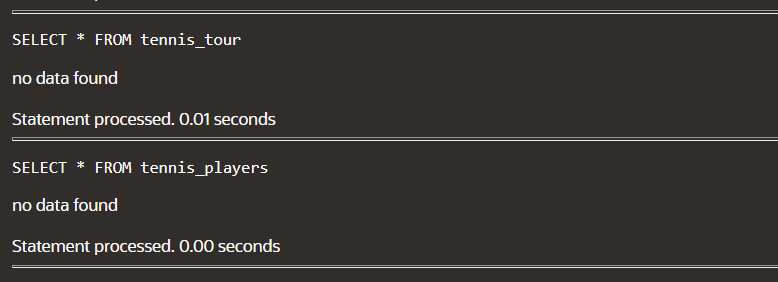 SELECT * FROM tennis_tour
no data found
Statement processed. 0.01 seconds
SELECT * FROM tennis_players
no data found
Statement processed. 0.00 seconds